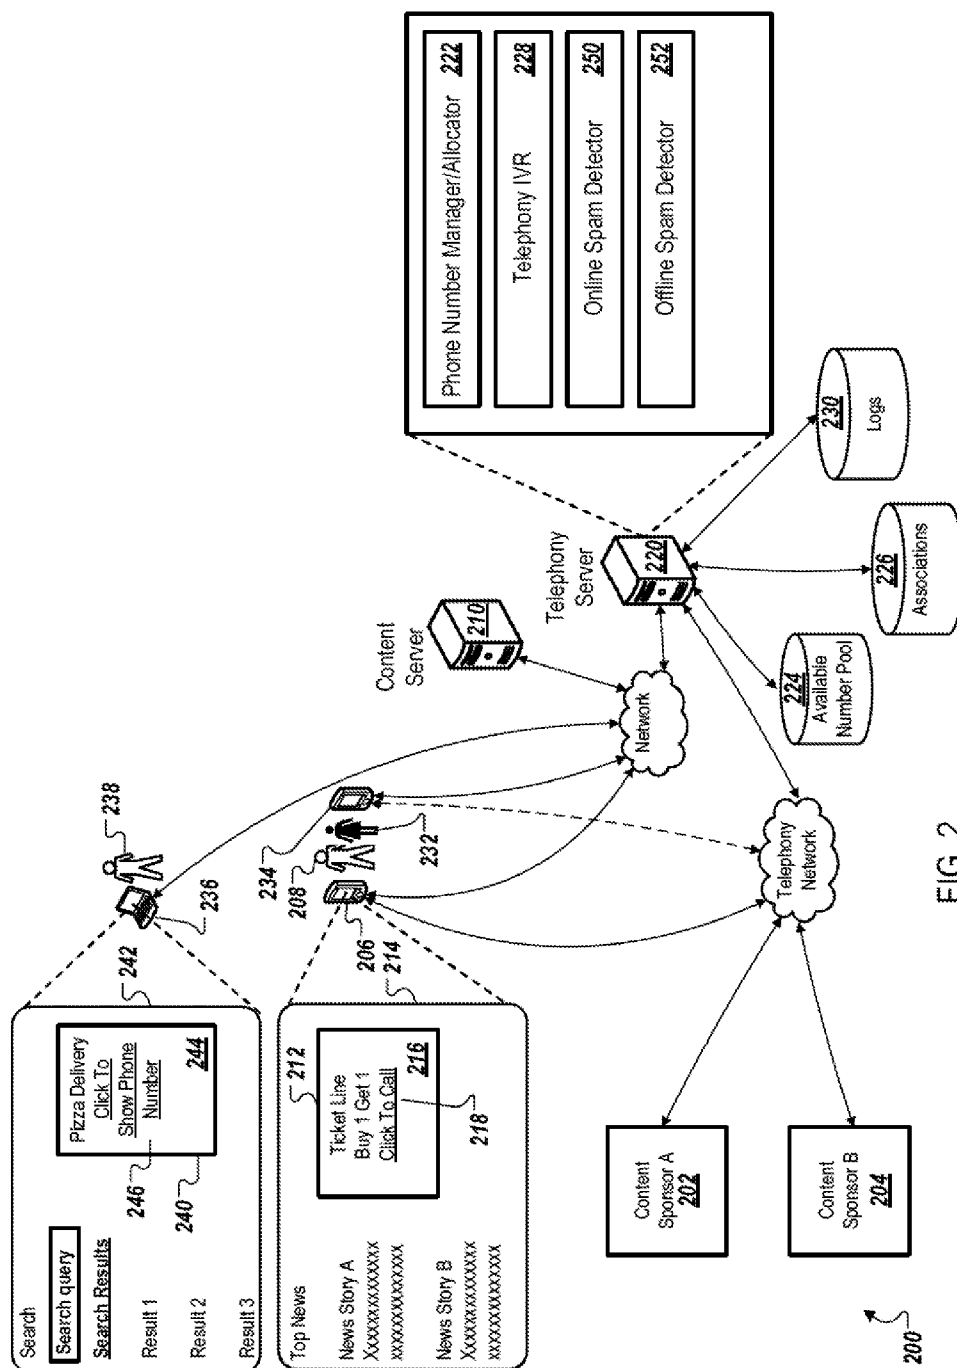 Search
Search query
Search Results
Result 1
Result 2
Result 3
Pizza Delivery
Click To
Show Phone
Number
244
246
240
242
236
238
Top News
News Story A
Xxxxxxxxxxxxxxx
xxxxxxxxxxxxxx
News Story B
Xxxxxxxxxxxxxxx
xxxxxxxxxxxxxx
212
Ticket Line
Buy 1 Get 1
Click To Call
216
218
214
206
208
234
232
Content
Server
210
Network
Telephony
Server
220
Phone Number Manager/Allocator 222
Telephony IVR 228
Online Spam Detector 250
Offline Spam Detector 252
230
Logs
226
Associations
224
Available
Number Pool
Telephony
Network
Content
Sponsor A
202
Content
Sponsor B
204
200
FIG. 2